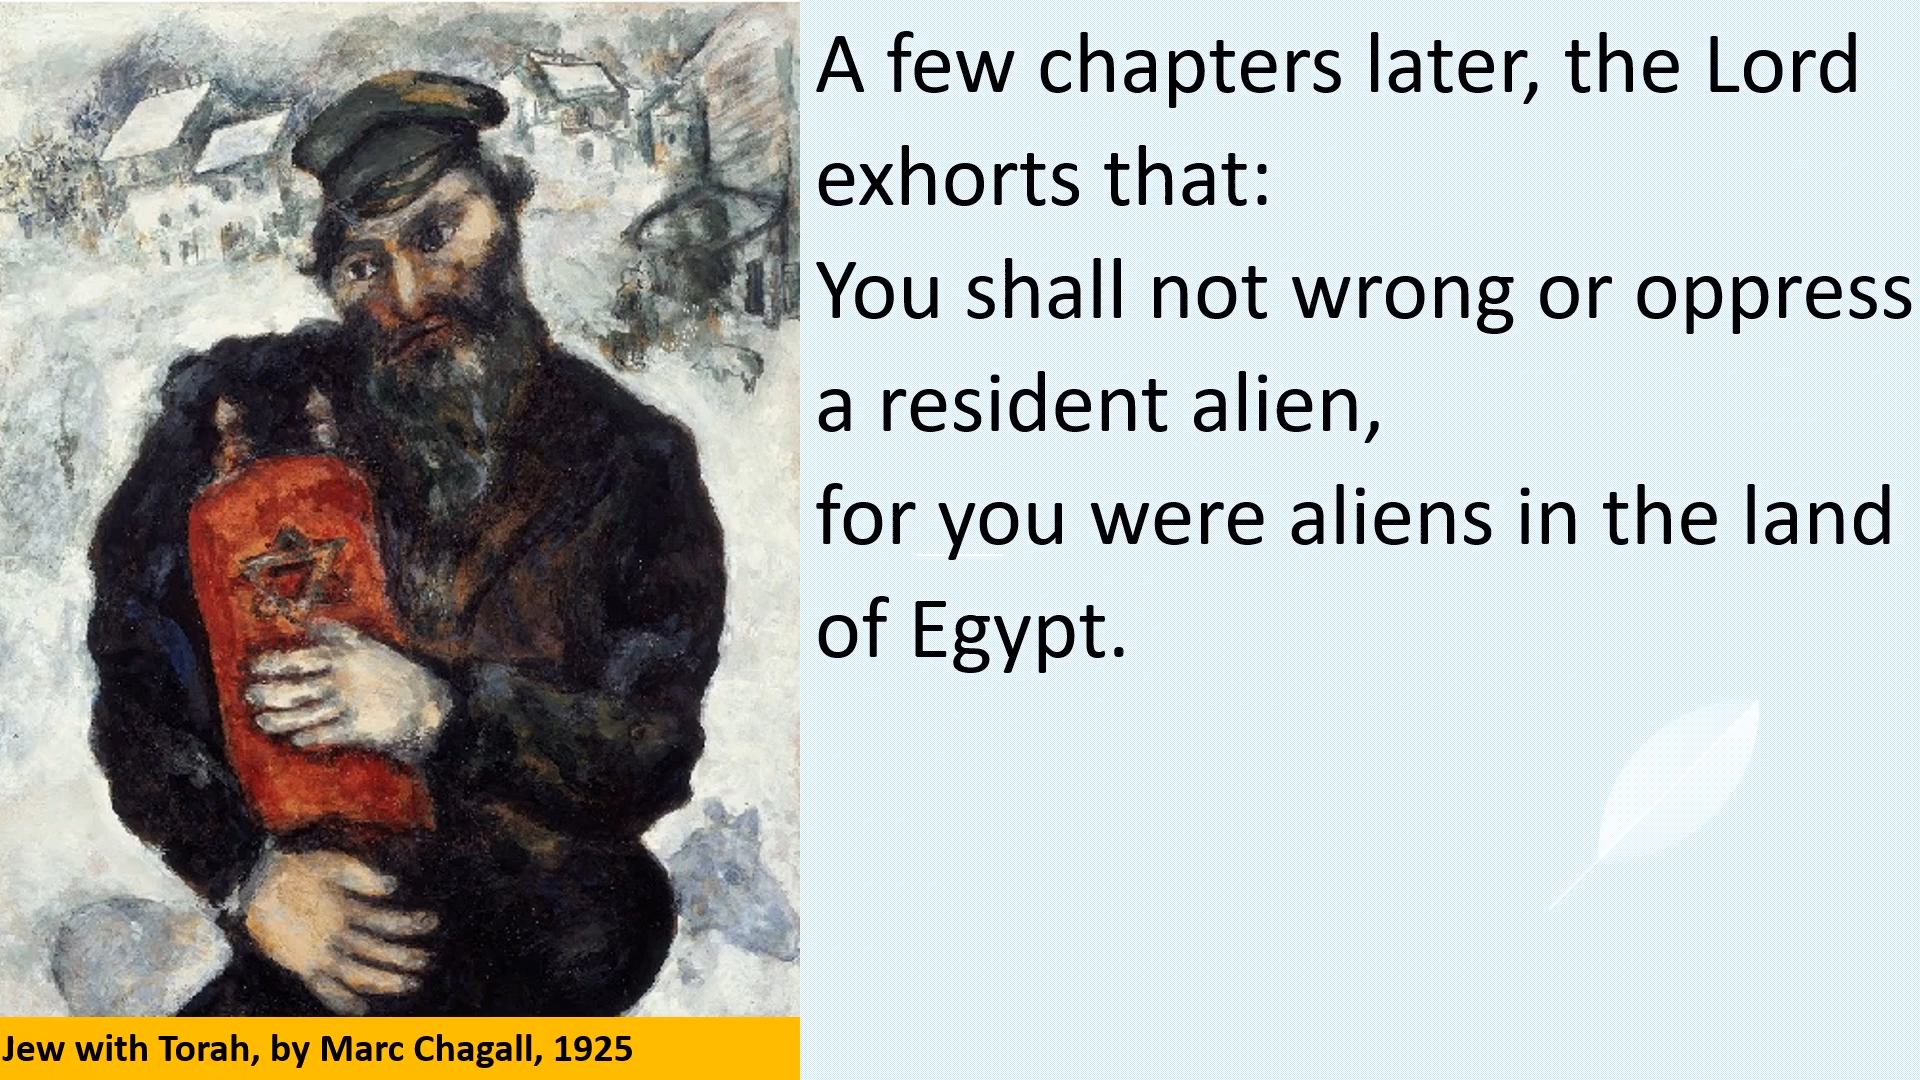 A few chapters later, the Lord
exhorts that:
You shall not wrong or oppress
a resident alien,
for you were aliens in the land
of Egypt.
Jew with Torah, by Marc Chagall, 1925